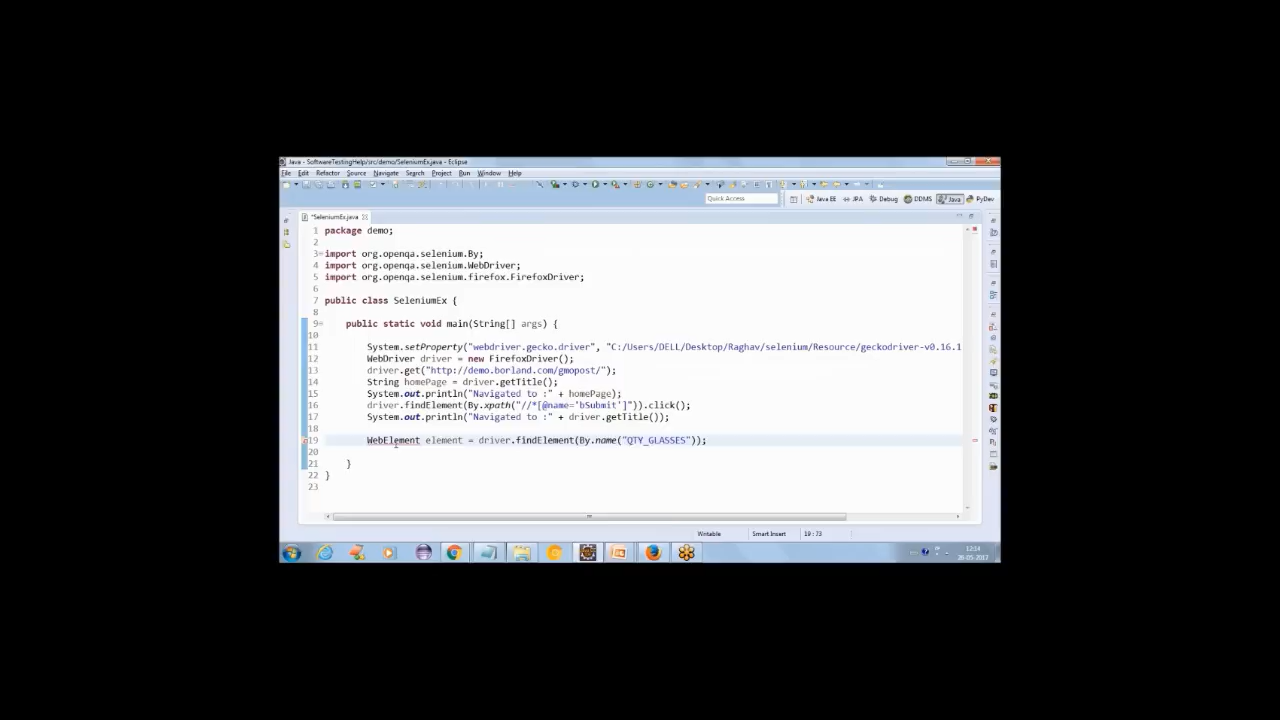 Java - SoftwareTestingHelp/src/demo/SeleniumEx.java - Eclipse
File Edit Refactor Source Navigate Search Project Run Window Help
Quick Access Java EE JPA Debug DDMS Java PyDev
*SeleniumEx.java
1 package demo;
2
3 import org.openqa.selenium.By;
4 import org.openqa.selenium.WebDriver;
5 import org.openqa.selenium.firefox.FirefoxDriver;
6
7 public class SeleniumEx {
8
9 public static void main(String[] args) {
10
11 System.setProperty("webdriver.gecko.driver", "C:/Users/DELL/Desktop/Raghav/selenium/Resource/geckodriver-v0.16.1
12 WebDriver driver = new FirefoxDriver();
13 driver.get("http://demo.borland.com/gmopost/");
14 String homePage = driver.getTitle();
15 System.out.println("Navigated to :" + homePage);
16 driver.findElement(By.xpath("//*[@name='bSubmit']")).click();
17 System.out.println("Navigated to :" + driver.getTitle());
18
19 WebElement element = driver.findElement(By.name("QTY_GLASSES"));
20
21 }
22 }
23
Writable Smart Insert 19:73
12:14
26-05-2017